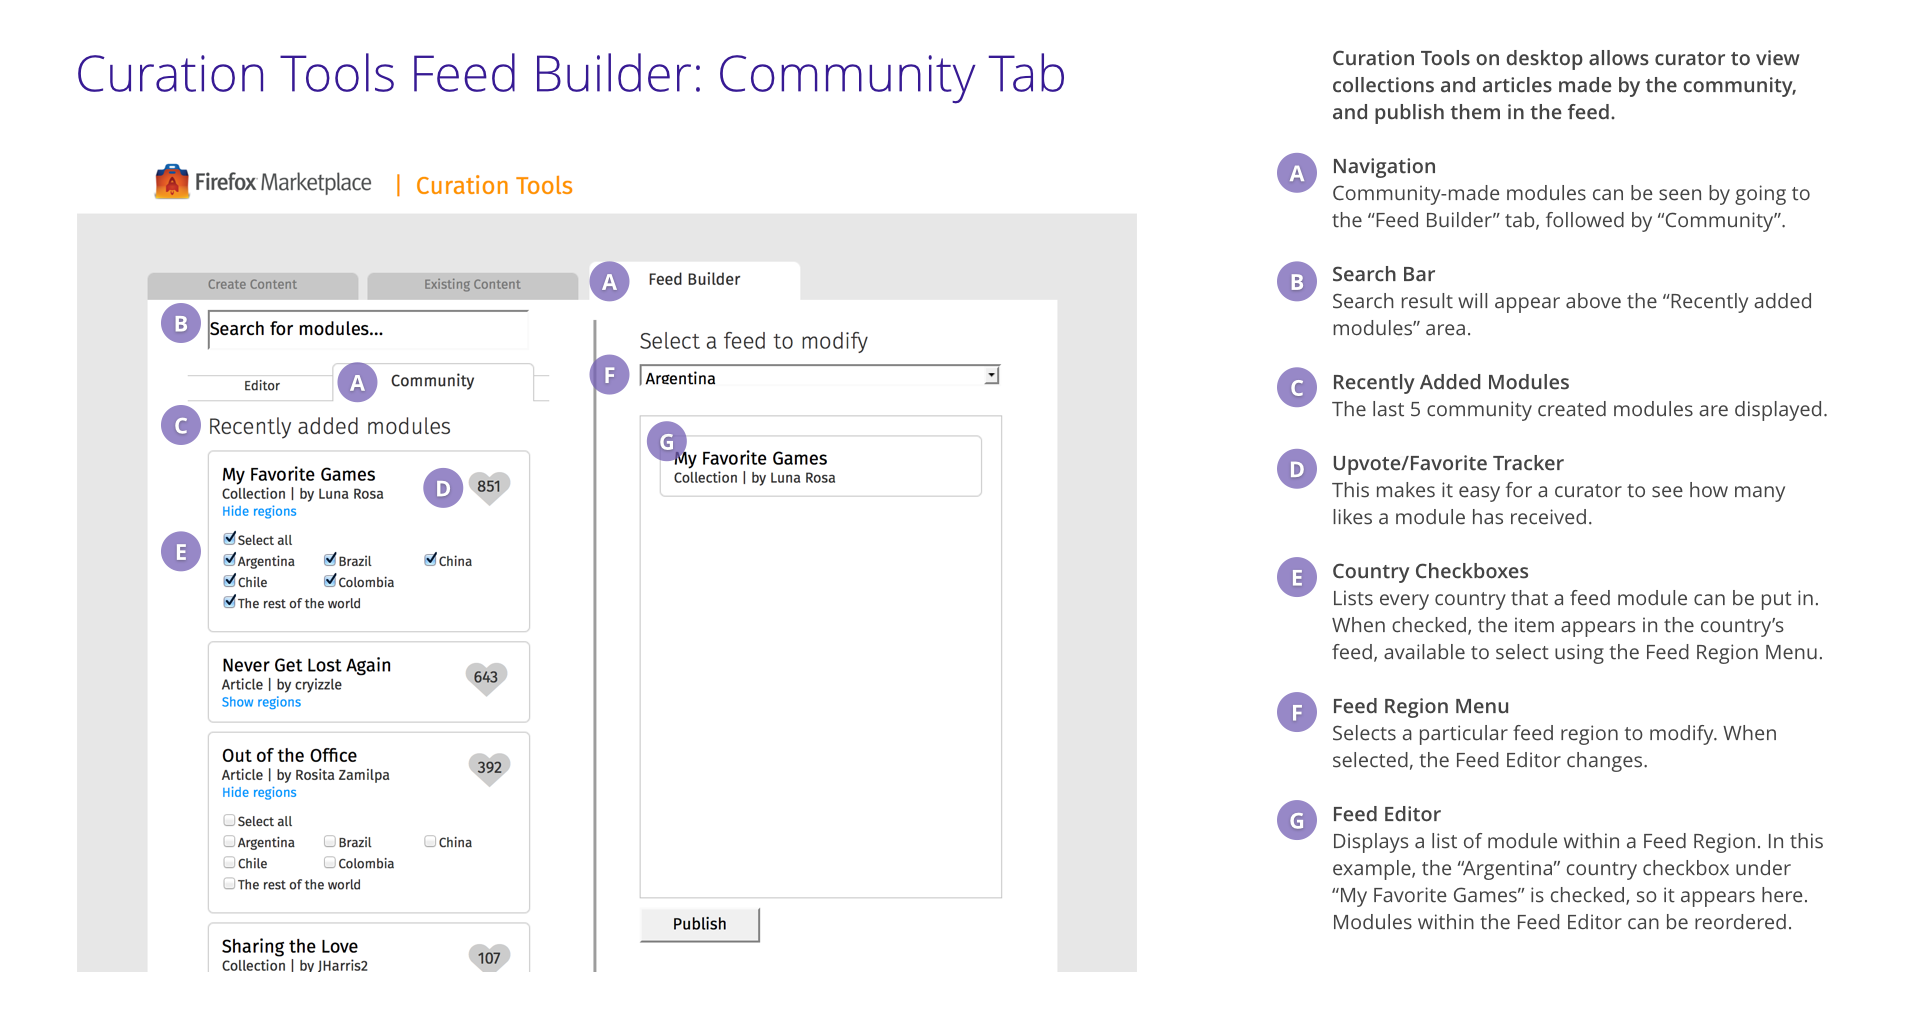 Curation Tools Feed Builder: Community Tab
Firefox Marketplace | Curation Tools
Create Content
Existing Content
A
Feed Builder
B
Search for modules...
Editor
A
Community
C
Recently added modules
My Favorite Games
Collection | by Luna Rosa
Hide regions
D
851
E
Select all
Argentina
Brazil
China
Chile
Colombia
The rest of the world
Never Get Lost Again
Article | by cryizzle
Show regions
643
Out of the Office
Article | by Rosita Zamilpa
Hide regions
392
Select all
Argentina
Brazil
China
Chile
Colombia
The rest of the world
Sharing the Love
Collection | by JHarris2
107
Select a feed to modify
F
Argentina
G
My Favorite Games
Collection | by Luna Rosa
Publish
Curation Tools on desktop allows curator to view
collections and articles made by the community,
and publish them in the feed.
A
Navigation
Community-made modules can be seen by going to
the “Feed Builder” tab, followed by “Community”.
B
Search Bar
Search result will appear above the “Recently added
modules” area.
C
Recently Added Modules
The last 5 community created modules are displayed.
D
Upvote/Favorite Tracker
This makes it easy for a curator to see how many
likes a module has received.
E
Country Checkboxes
Lists every country that a feed module can be put in.
When checked, the item appears in the country’s
feed, available to select using the Feed Region Menu.
F
Feed Region Menu
Selects a particular feed region to modify. When
selected, the Feed Editor changes.
G
Feed Editor
Displays a list of module within a Feed Region. In this
example, the “Argentina” country checkbox under
“My Favorite Games” is checked, so it appears here.
Modules within the Feed Editor can be reordered.